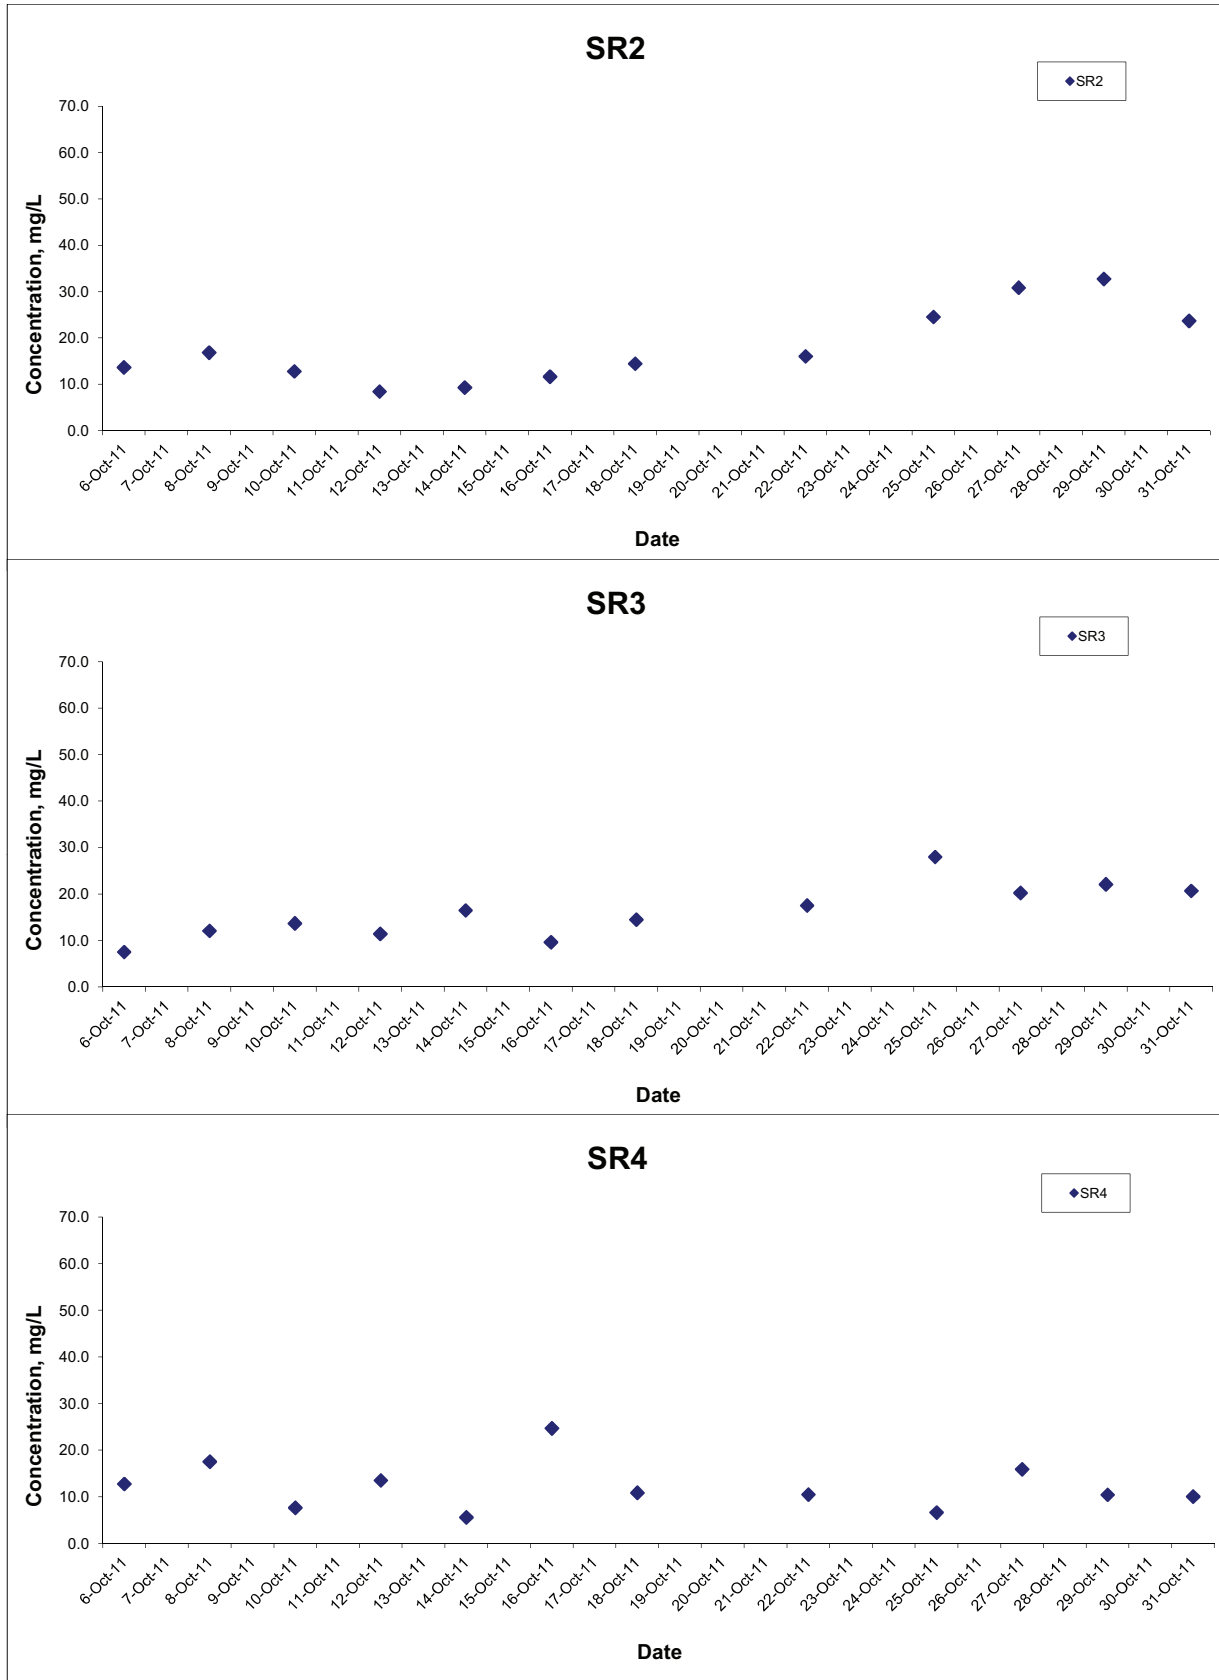 SR2
SR2
70.0
60.0
50.0
40.0
30.0
20.0
10.0
0.0
Concentration, mg/L
6-Oct-11
7-Oct-11
8-Oct-11
9-Oct-11
10-Oct-11
11-Oct-11
12-Oct-11
13-Oct-11
14-Oct-11
15-Oct-11
16-Oct-11
17-Oct-11
18-Oct-11
19-Oct-11
20-Oct-11
21-Oct-11
22-Oct-11
23-Oct-11
24-Oct-11
25-Oct-11
26-Oct-11
27-Oct-11
28-Oct-11
29-Oct-11
30-Oct-11
31-Oct-11
Date
SR3
SR3
70.0
60.0
50.0
40.0
30.0
20.0
10.0
0.0
Concentration, mg/L
6-Oct-11
7-Oct-11
8-Oct-11
9-Oct-11
10-Oct-11
11-Oct-11
12-Oct-11
13-Oct-11
14-Oct-11
15-Oct-11
16-Oct-11
17-Oct-11
18-Oct-11
19-Oct-11
20-Oct-11
21-Oct-11
22-Oct-11
23-Oct-11
24-Oct-11
25-Oct-11
26-Oct-11
27-Oct-11
28-Oct-11
29-Oct-11
30-Oct-11
31-Oct-11
Date
SR4
SR4
70.0
60.0
50.0
40.0
30.0
20.0
10.0
0.0
Concentration, mg/L
6-Oct-11
7-Oct-11
8-Oct-11
9-Oct-11
10-Oct-11
11-Oct-11
12-Oct-11
13-Oct-11
14-Oct-11
15-Oct-11
16-Oct-11
17-Oct-11
18-Oct-11
19-Oct-11
20-Oct-11
21-Oct-11
22-Oct-11
23-Oct-11
24-Oct-11
25-Oct-11
26-Oct-11
27-Oct-11
28-Oct-11
29-Oct-11
30-Oct-11
31-Oct-11
Date